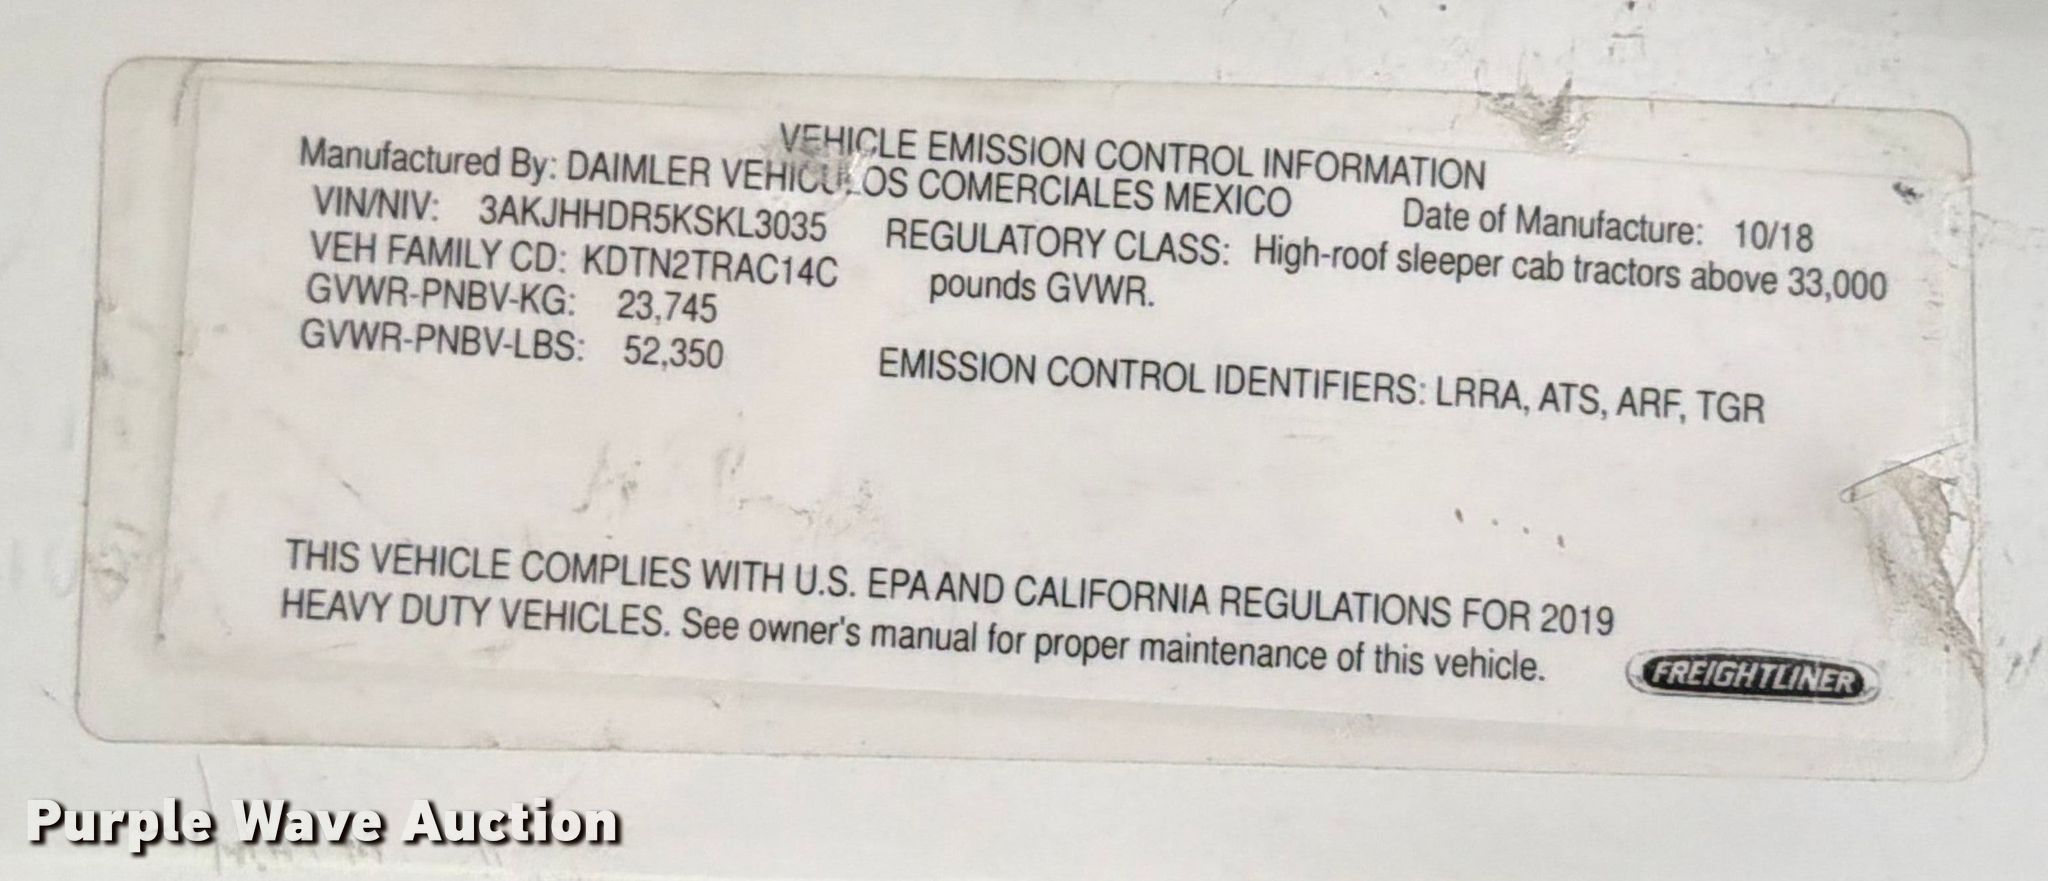 VEHICLE EMISSION CONTROL INFORMATION
Manufactured By: DAIMLER VEHICULOS COMERCIALES MEXICO
Date of Manufacture: 10/18
VIN/NIV: 3AKJHHDR5KSKL3035
REGULATORY CLASS: High-roof sleeper cab tractors above 33,000
pounds GVWR.
VEH FAMILY CD: KDTN2TRAC14C
GVWR-PNBV-KG: 23,745
GVWR-PNBV-LBS: 52,350
EMISSION CONTROL IDENTIFIERS: LRRA, ATS, ARF, TGR
THIS VEHICLE COMPLIES WITH U.S. EPA AND CALIFORNIA REGULATIONS FOR 2019
HEAVY DUTY VEHICLES. See owner's manual for proper maintenance of this vehicle.
FREIGHTLINER
Purple Wave Auction